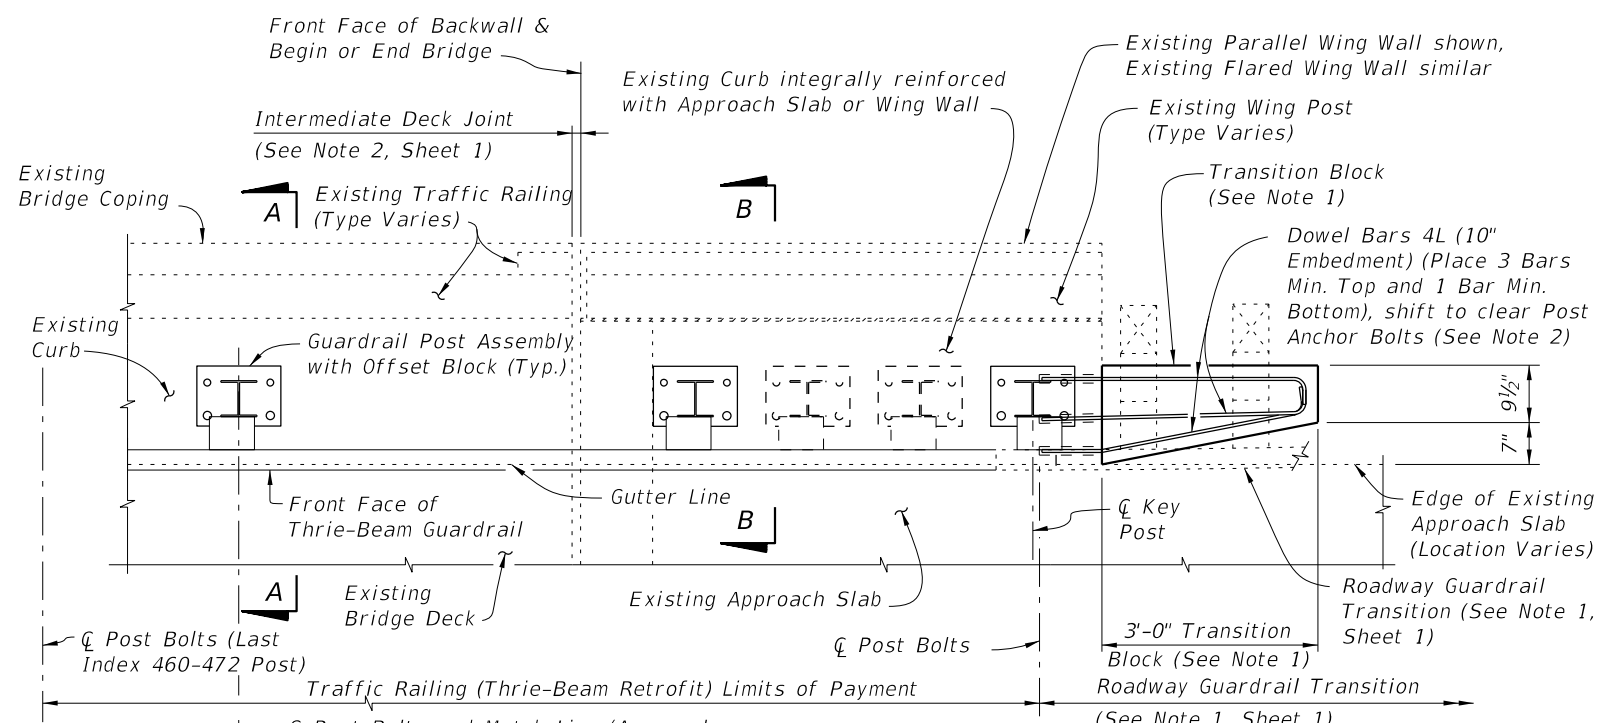 Front Face of Backwall &
Begin or End Bridge
Existing Parallel Wing Wall shown,
Existing Flared Wing Wall similar
Existing Curb integrally reinforced
with Approach Slab or Wing Wall
Existing Wing Post
(Type Varies)
Intermediate Deck Joint
(See Note 2, Sheet 1)
Existing
Bridge Coping
A
Existing Traffic Railing
(Type Varies)
B
Transition Block
(See Note 1)
Dowel Bars 4L (10"
Embedment) (Place 3 Bars
Min. Top and 1 Bar Min.
Bottom), shift to clear Post
Anchor Bolts (See Note 2)
Existing
Curb
Guardrail Post Assembly
with Offset Block (Typ.)
9½"
7"
Front Face of
Thrie-Beam Guardrail
Gutter Line
B
℄ Key
Post
Edge of Existing
Approach Slab
(Location Varies)
A
Existing
Bridge Deck
Existing Approach Slab
Roadway Guardrail
Transition (See Note 1,
Sheet 1)
℄ Post Bolts (Last
Index 460-472 Post)
℄ Post Bolts
3'-0" Transition
Block (See Note 1)
Traffic Railing (Thrie-Beam Retrofit) Limits of Payment
Roadway Guardrail Transition
(See Note 1, Sheet 1)